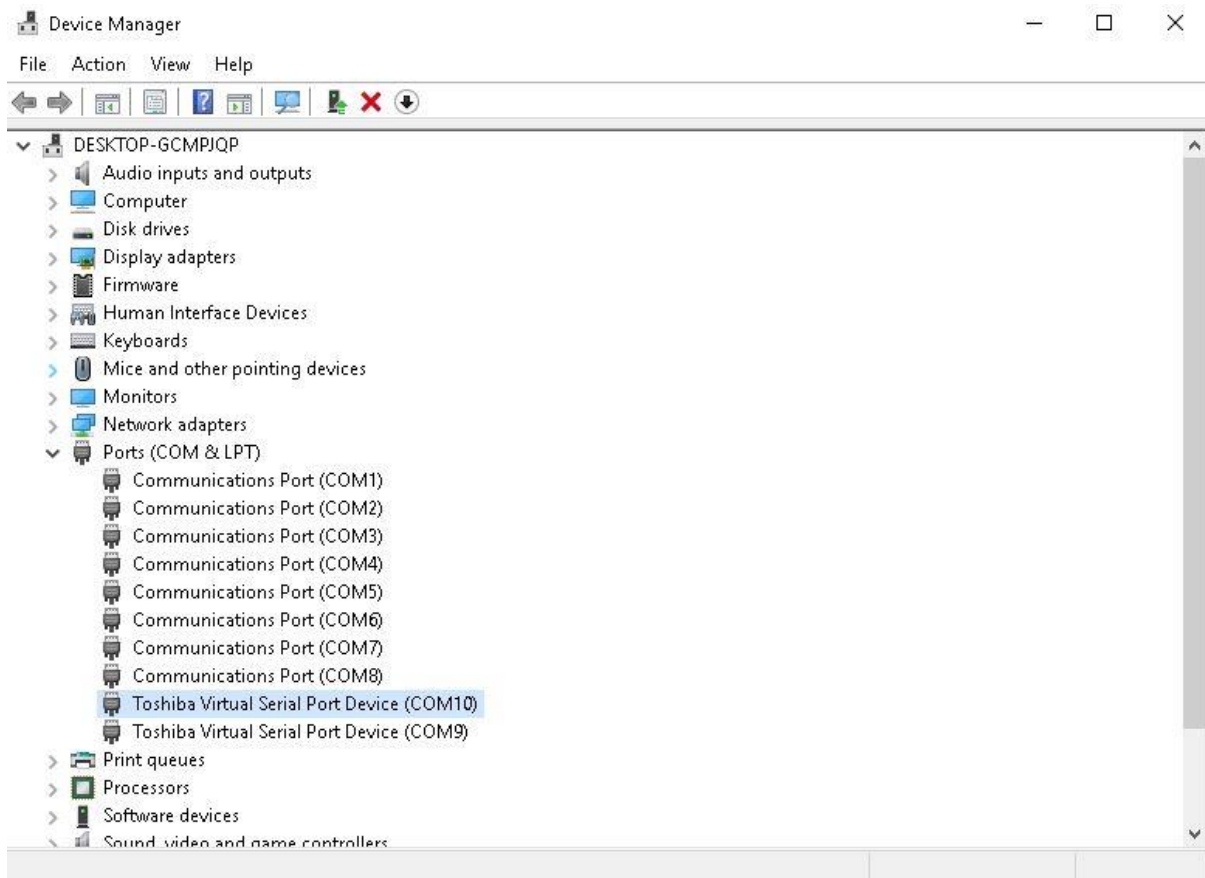 Device Manager
File Action View Help
DESKTOP-GCMPJQP
Audio inputs and outputs
Computer
Disk drives
Display adapters
Firmware
Human Interface Devices
Keyboards
Mice and other pointing devices
Monitors
Network adapters
Ports (COM & LPT)
Communications Port (COM1)
Communications Port (COM2)
Communications Port (COM3)
Communications Port (COM4)
Communications Port (COM5)
Communications Port (COM6)
Communications Port (COM7)
Communications Port (COM8)
Toshiba Virtual Serial Port Device (COM10)
Toshiba Virtual Serial Port Device (COM9)
Print queues
Processors
Software devices
Sound, video and game controllers